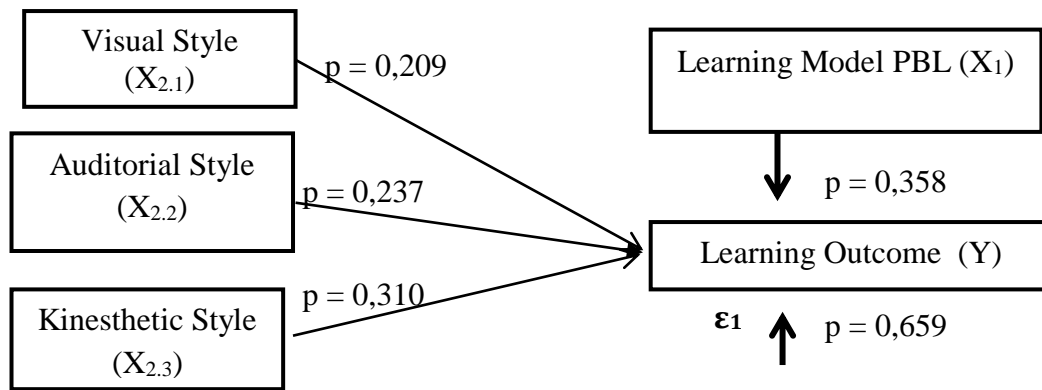 Visual Style
(X2.1)
p = 0,209
Auditorial Style
(X2.2)
p = 0,237
Kinesthetic Style
(X2.3)
p = 0,310
Learning Model PBL (X1)
p = 0,358
Learning Outcome (Y)
ε1
p = 0,659